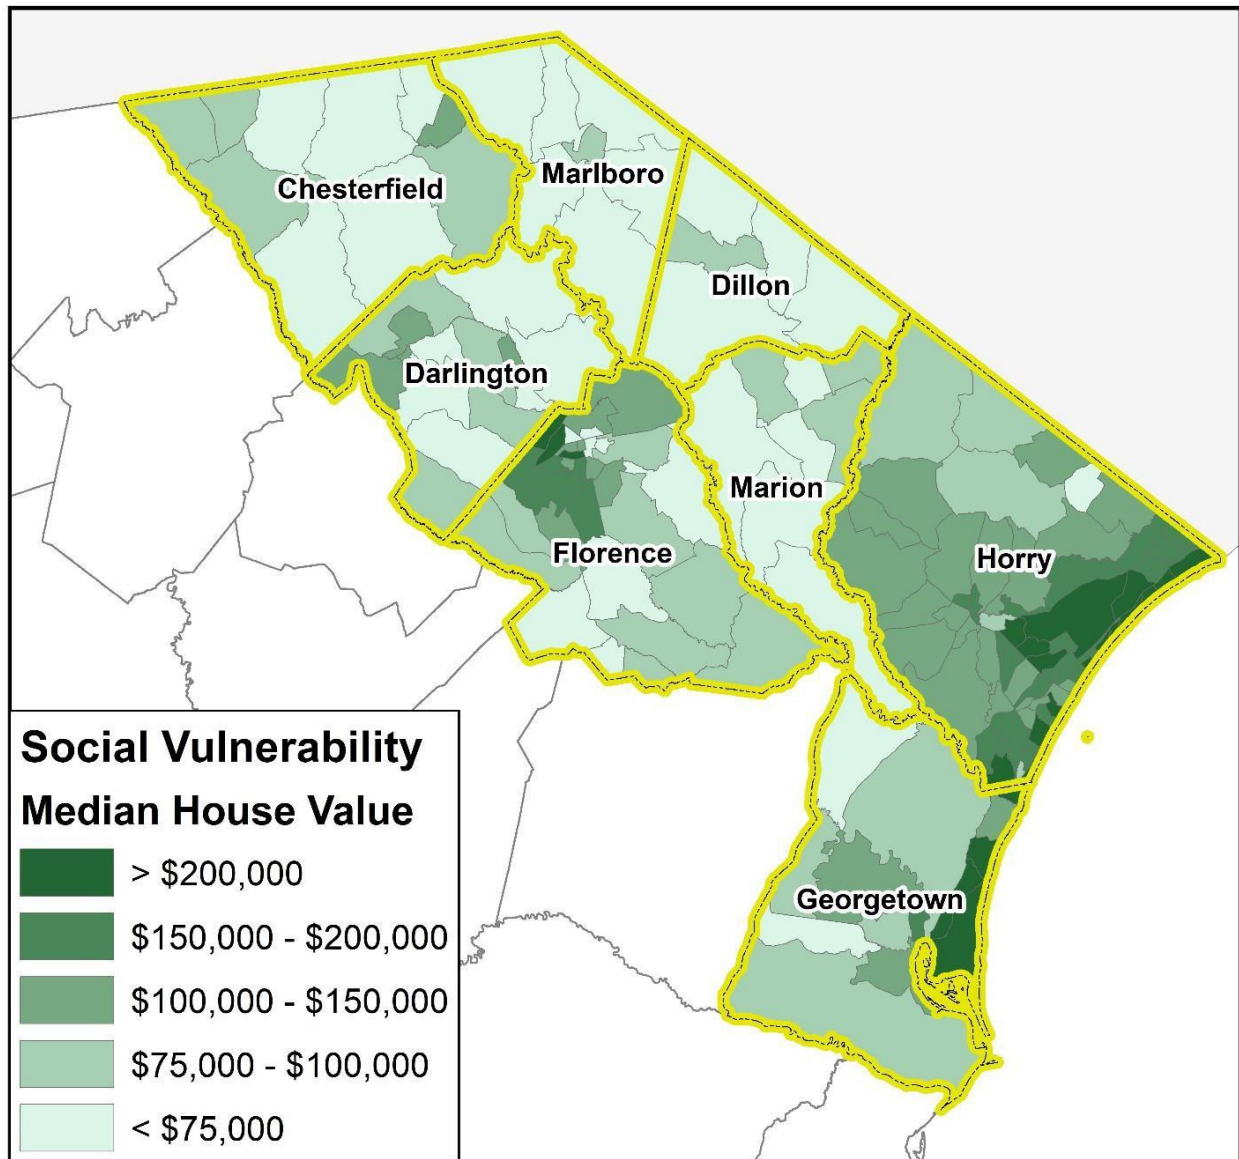 Chesterfield
Marlboro
Dillon
Darlington
Marion
Florence
Horry
Georgetown
Social Vulnerability
Median House Value
> $200,000
$150,000 - $200,000
$100,000 - $150,000
$75,000 - $100,000
< $75,000